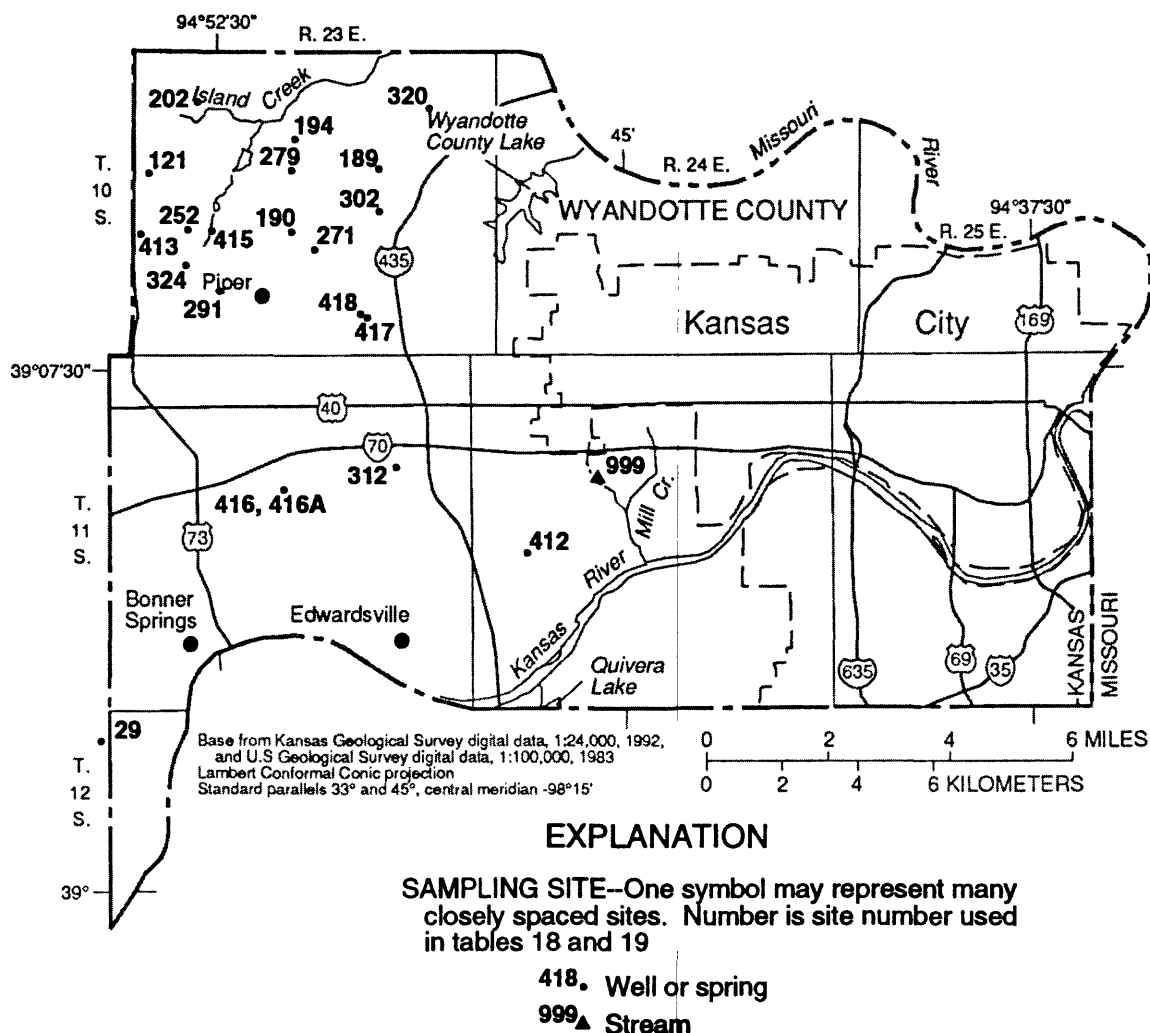 94°52'30"
R. 23 E.
202
Island Creek
320
Wyandotte
County Lake
194
279
189
121
302
T.
10
S.
252
190
415
271
413
324
Piper
291
418
417
435
45'
R. 24 E.
Missouri
River
WYANDOTTE COUNTY
94°37'30"
R. 25 E.
Kansas City
169
39°07'30"
40
70
312
999
416, 416A
Mill Cr.
T.
11
S.
73
412
River
Kansas
Bonner
Springs
Edwardsville
Quivera
Lake
635
69
35
KANSAS
MISSOURI
29
T.
12
S.
Base from Kansas Geological Survey digital data, 1:24,000, 1992,
and U.S Geological Survey digital data, 1:100,000, 1983
Lambert Conformal Conic projection
Standard parallels 33° and 45°, central meridian -98°15'
0 2 4 6 MILES
0 2 4 6 KILOMETERS
39°
EXPLANATION
SAMPLING SITE--One symbol may represent many
closely spaced sites. Number is site number used
in tables 18 and 19
418 Well or spring
999 Stream